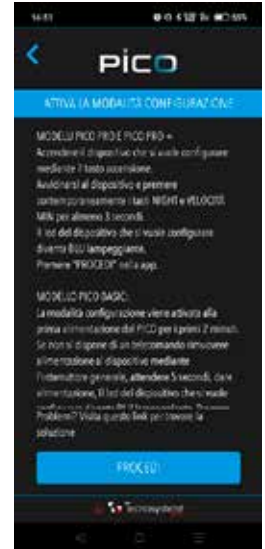 14:51
PICO
ATTIVA LA MODALITÀ CONFIGURAZIONE
MODELLI PICO PRO E PICO PRO +
Accendere il dispositivo che si vuole configurare
mediante il tasto accensione.
Avvicinarsi al dispositivo e premere
contemporaneamente i tasti NIGHT e VELOCITÀ
MIN per almeno 3 secondi.
Il led del dispositivo che si vuole configurare
diventa BLU lampeggiante.
Premere "PROCEDI" nella app.
MODELLO PICO BASIC:
La modalità configurazione viene attivata alla
prima alimentazione del PICO per i primi 2 minuti.
Se non si dispone di un telecomando rimuovere
alimentazione al dispositivo mediante
l'interruttore generale, attendere 5 secondi, dare
alimentazione, Il led del dispositivo che si vuole
Problemi? Visita questo link per trovare la
soluzione
PROCEDI
Tecnosystemi